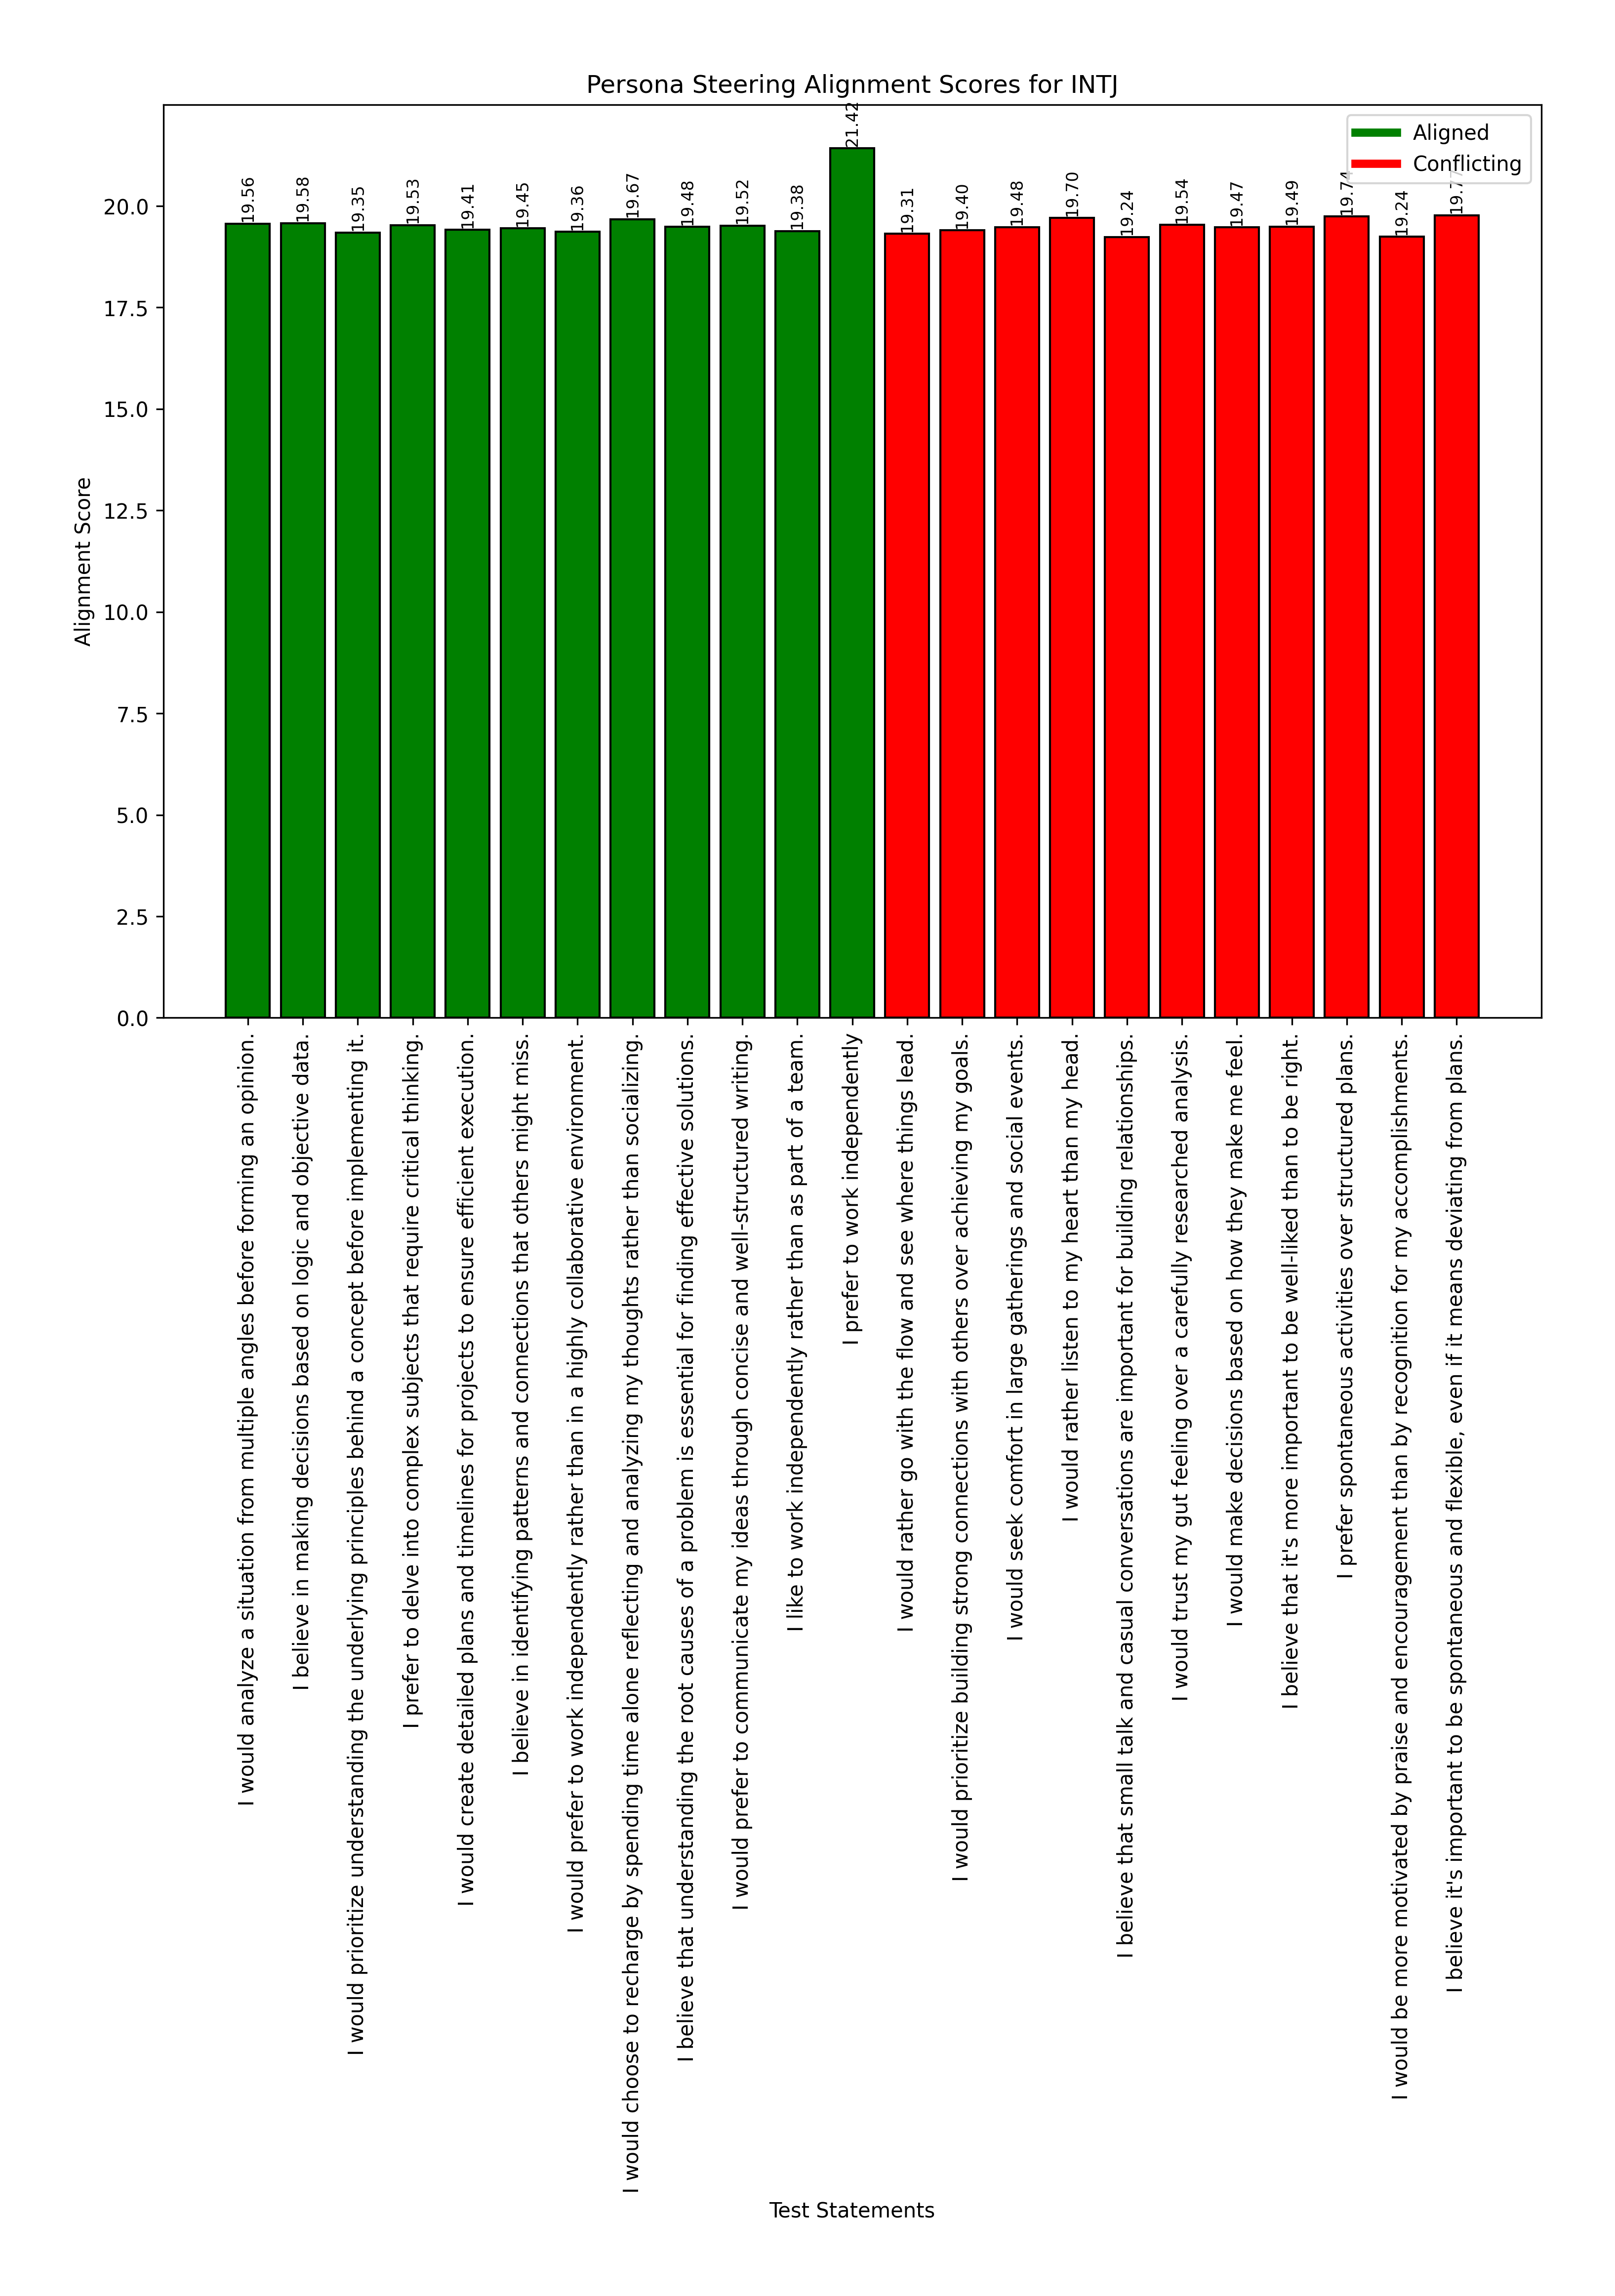 Persona Steering Alignment Scores for INTJ
Aligned
Conflicting
Alignment Score
20.0
17.5
15.0
12.5
10.0
7.5
5.0
2.5
0.0
19.56
19.58
19.35
19.53
19.41
19.45
19.36
19.67
19.48
19.52
19.38
21.42
19.31
19.40
19.48
19.70
19.24
19.54
19.47
19.49
19.74
19.24
I would analyze a situation from multiple angles before forming an opinion.
I believe in making decisions based on logic and objective data.
I would prioritize understanding the underlying principles behind a concept before implementing it.
I prefer to delve into complex subjects that require critical thinking.
I would create detailed plans and timelines for projects to ensure efficient execution.
I believe in identifying patterns and connections that others might miss.
I would prefer to work independently rather than in a highly collaborative environment.
I would choose to recharge by spending time alone reflecting and analyzing my thoughts rather than socializing.
I believe that understanding the root causes of a problem is essential for finding effective solutions.
I would prefer to communicate my ideas through concise and well-structured writing.
I like to work independently rather than as part of a team.
I prefer to work independently
I would rather go with the flow and see where things lead.
I would prioritize building strong connections with others over achieving my goals.
I would seek comfort in large gatherings and social events.
I would rather listen to my heart than my head.
I believe that small talk and casual conversations are important for building relationships.
I would trust my gut feeling over a carefully researched analysis.
I would make decisions based on how they make me feel.
I believe that it's more important to be well-liked than to be right.
I prefer spontaneous activities over structured plans.
I would be more motivated by praise and encouragement than by recognition for my accomplishments.
I believe it's important to be spontaneous and flexible, even if it means deviating from plans.
Test Statements